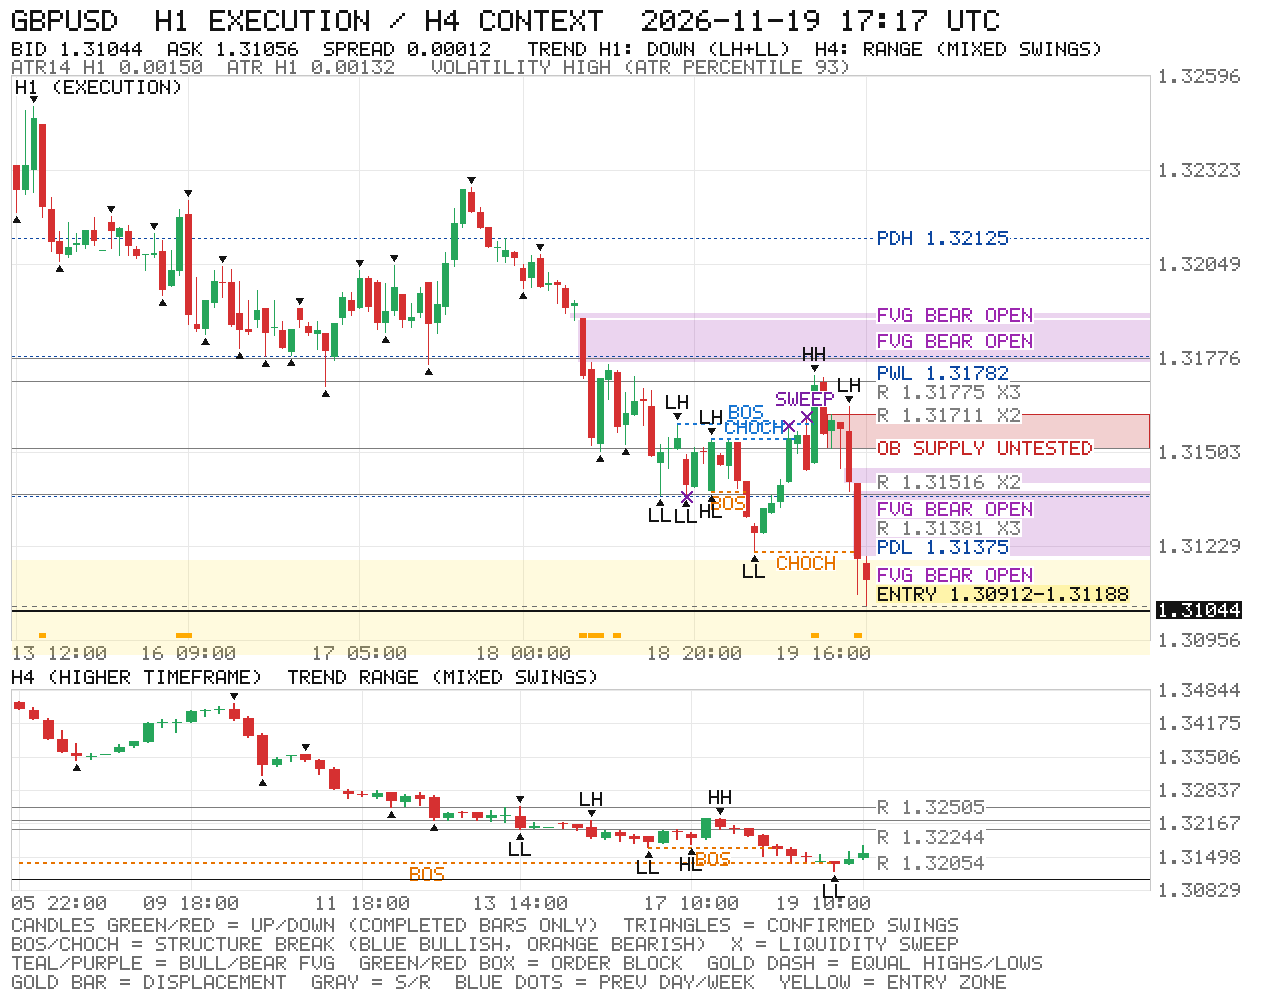 GBPUSD  H1 EXECUTION / H4 CONTEXT  2026-11-19 17:17 UTC
BID 1.31044  ASK 1.31056  SPREAD 0.00012  TREND H1: DOWN (LH+LL)  H4: RANGE (MIXED SWINGS)
ATR14 H1 0.00150  ATR H1 0.00132  VOLATILITY HIGH (ATR PERCENTILE 93)
1.32596
H1 (EXECUTION)
1.32323
PDH 1.32125
1.32049
FVG BEAR OPEN
FVG BEAR OPEN
HH
1.31776
PWL 1.31782
LH
R 1.31775 X3
SWEEP
LH
LH
BOS
R 1.31711 X2
CHOCH
OB SUPPLY UNTESTED
1.31503
R 1.31516 X2
BOS
FVG BEAR OPEN
LL
LL
HL
R 1.31381 X3
PDL 1.31375
1.31229
CHOCH
LL
FVG BEAR OPEN
ENTRY 1.30912-1.31188
1.31044
1.30956
13 12:00  16 09:00  17 05:00  18 00:00  18 20:00  19 16:00
H4 (HIGHER TIMEFRAME)  TREND RANGE (MIXED SWINGS)
1.34844
1.34175
1.33506
1.32837
LH
HH
R 1.32505
1.32167
R 1.32244
LL
1.31498
BOS
R 1.32054
LL
HL
BOS
LL
1.30829
05 22:00  09 18:00  11 18:00  13 14:00  17 10:00  19 10:00
CANDLES GREEN/RED = UP/DOWN (COMPLETED BARS ONLY)  TRIANGLES = CONFIRMED SWINGS
BOS/CHOCH = STRUCTURE BREAK (BLUE BULLISH, ORANGE BEARISH)  X = LIQUIDITY SWEEP
TEAL/PURPLE = BULL/BEAR FVG  GREEN/RED BOX = ORDER BLOCK  GOLD DASH = EQUAL HIGHS/LOWS
GOLD BAR = DISPLACEMENT  GRAY = S/R  BLUE DOTS = PREV DAY/WEEK  YELLOW = ENTRY ZONE